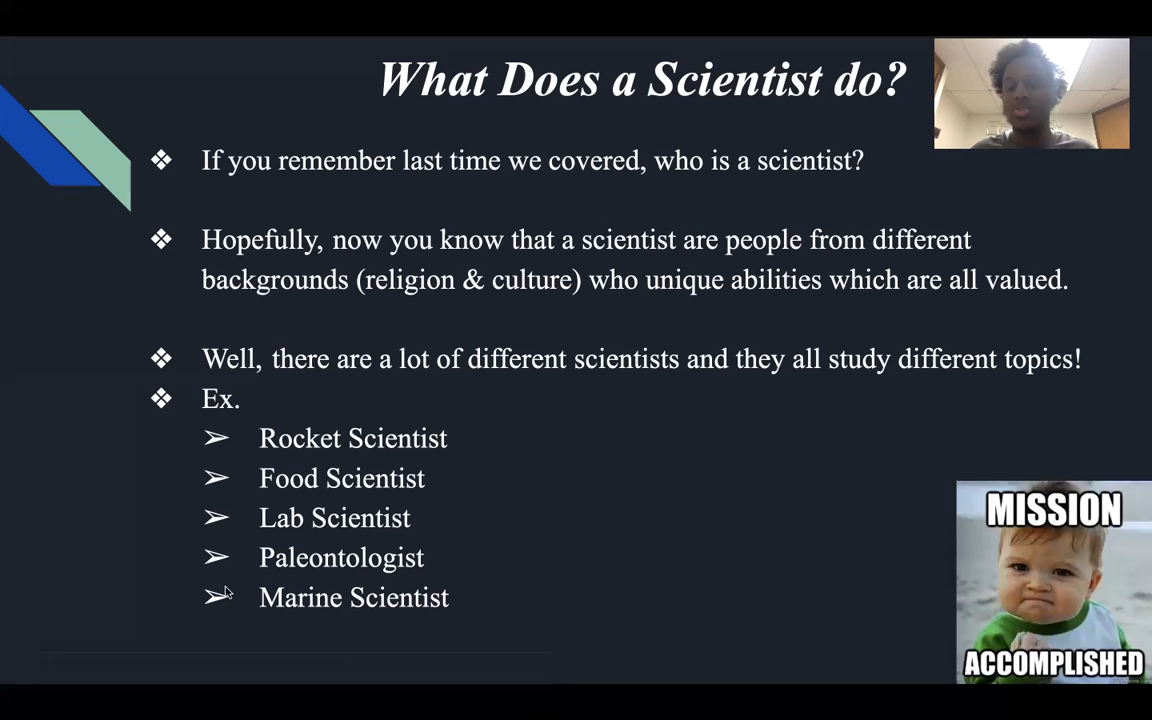 What Does a Scientist do?
❖ If you remember last time we covered, who is a scientist?
❖ Hopefully, now you know that a scientist are people from different
backgrounds (religion & culture) who unique abilities which are all valued.
❖ Well, there are a lot of different scientists and they all study different topics!
❖ Ex.
➢ Rocket Scientist
➢ Food Scientist
➢ Lab Scientist
➢ Paleontologist
➢ Marine Scientist
MISSION
ACCOMPLISHED